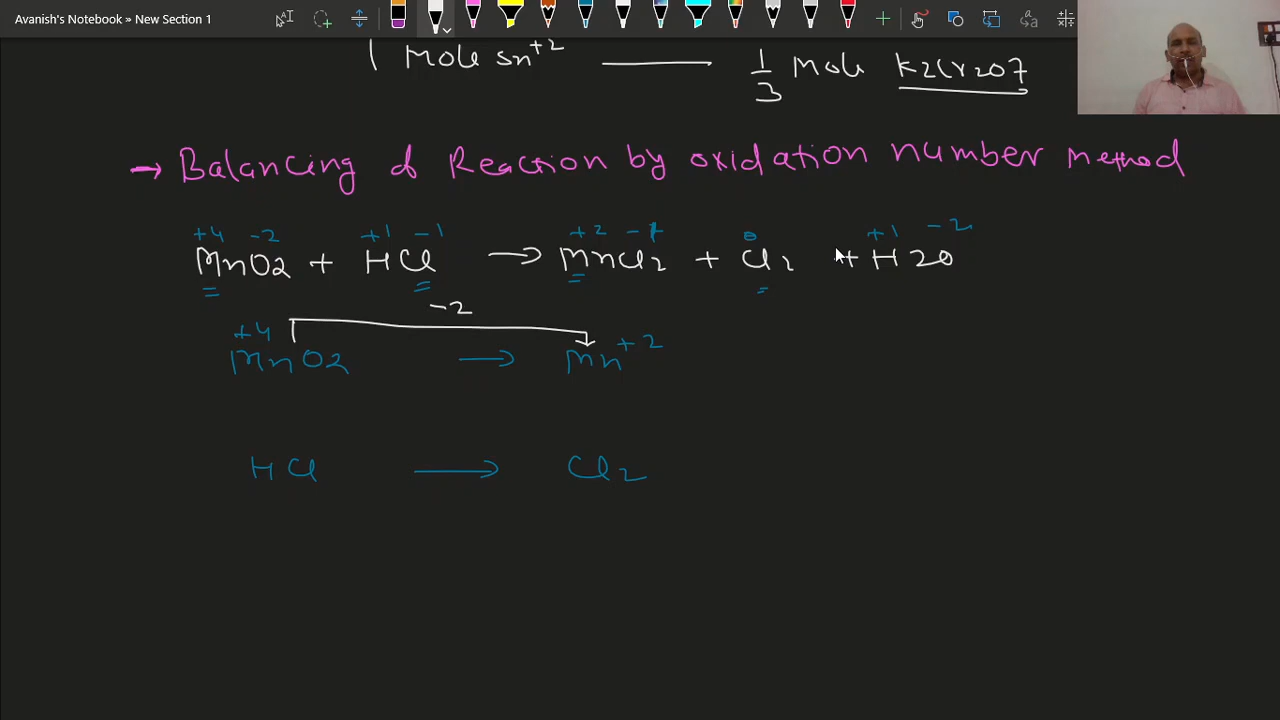 Avanish's Notebook » New Section 1
1 Mole Sn+2 —— 1/3 Mole K2Cr2O7
→ Balancing of Reaction by oxidation number method
+4 -2 +1 -1 +2 -1 0 +1 -2
MnO2 + HCl → MnCl2 + Cl2 + H2O
-2
+4
MnO2 → Mn+2
HCl → Cl2